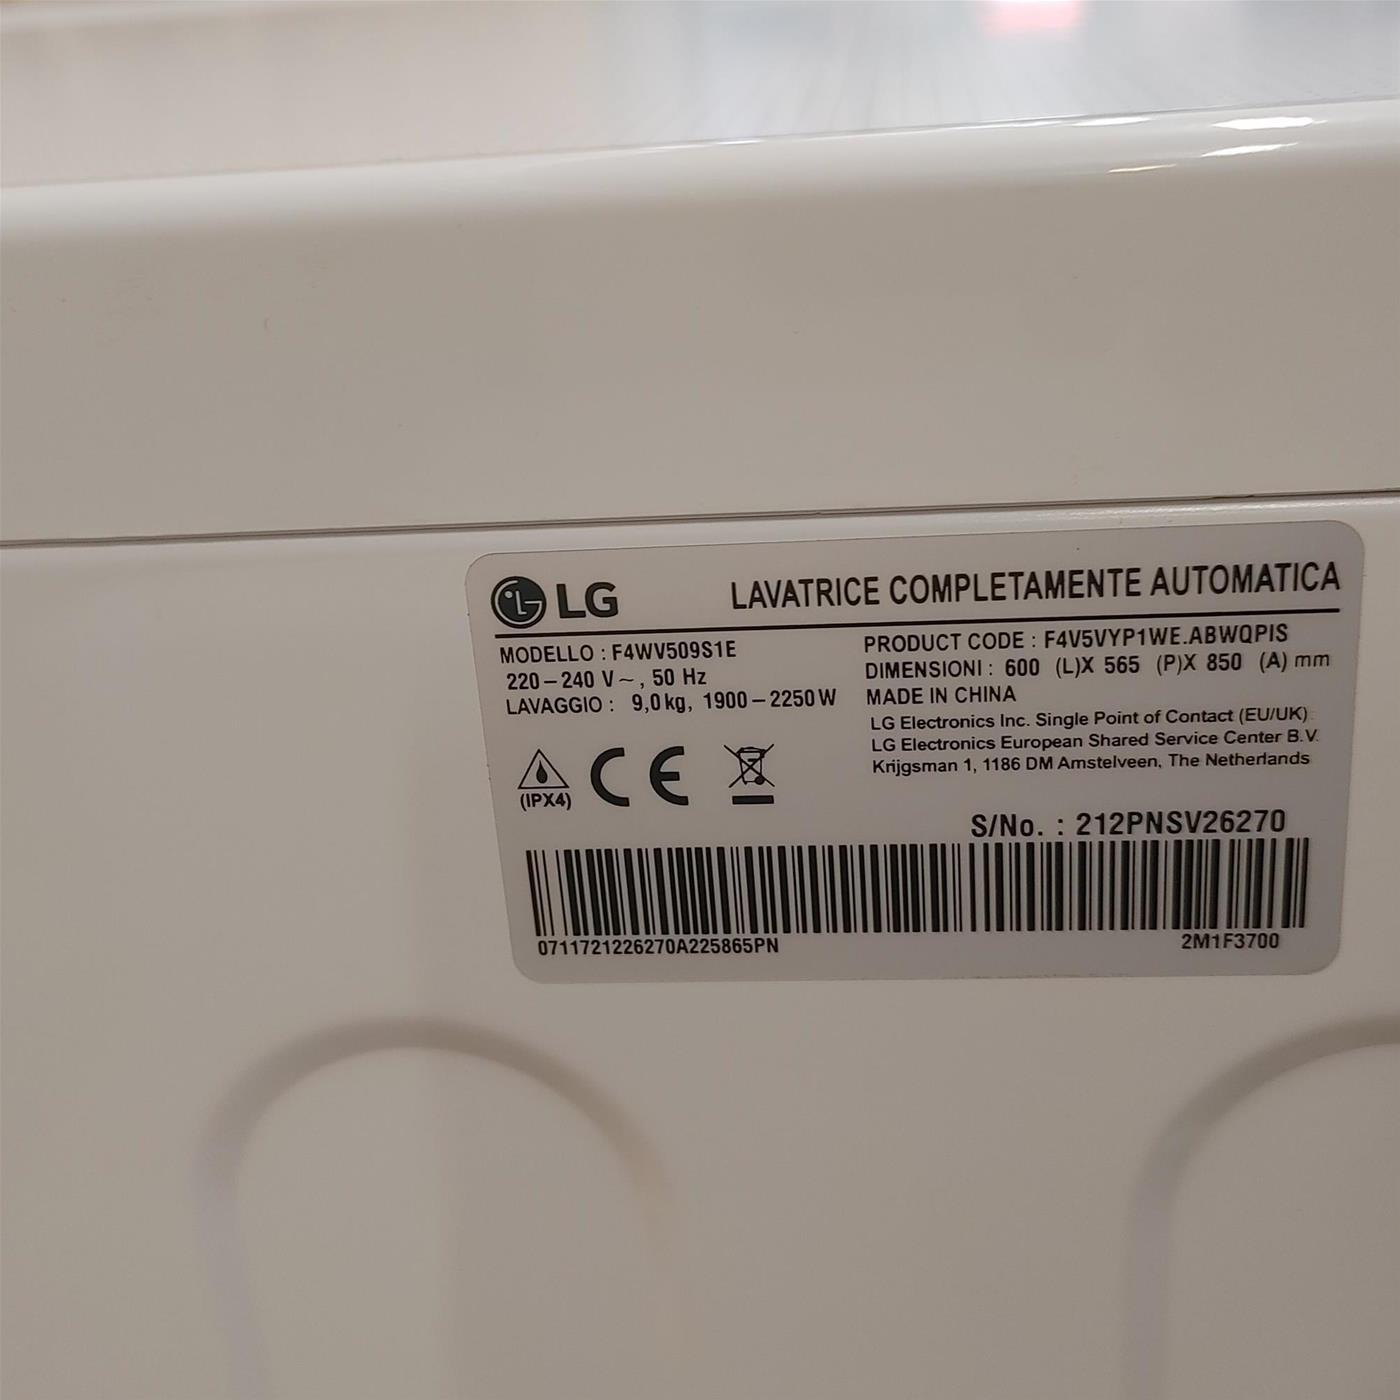 LG
LAVATRICE COMPLETAMENTE AUTOMATICA
MODELLO : F4WV509S1E
220-240 V~, 50 Hz
LAVAGGIO : 9,0 kg, 1900-2250 W
PRODUCT CODE : F4V5VYP1WE.ABWQPIS
DIMENSIONI : 600 (L)X 565 (P)X 850 (A) mm
MADE IN CHINA
LG Electronics Inc. Single Point of Contact (EU/UK)
LG Electronics European Shared Service Center B.V.
Krijgsman 1, 1186 DM Amstelveen, The Netherlands
(IPX4)
CE
S/No. : 212PNSV26270
0711721226270A225865PN
2M1F3700